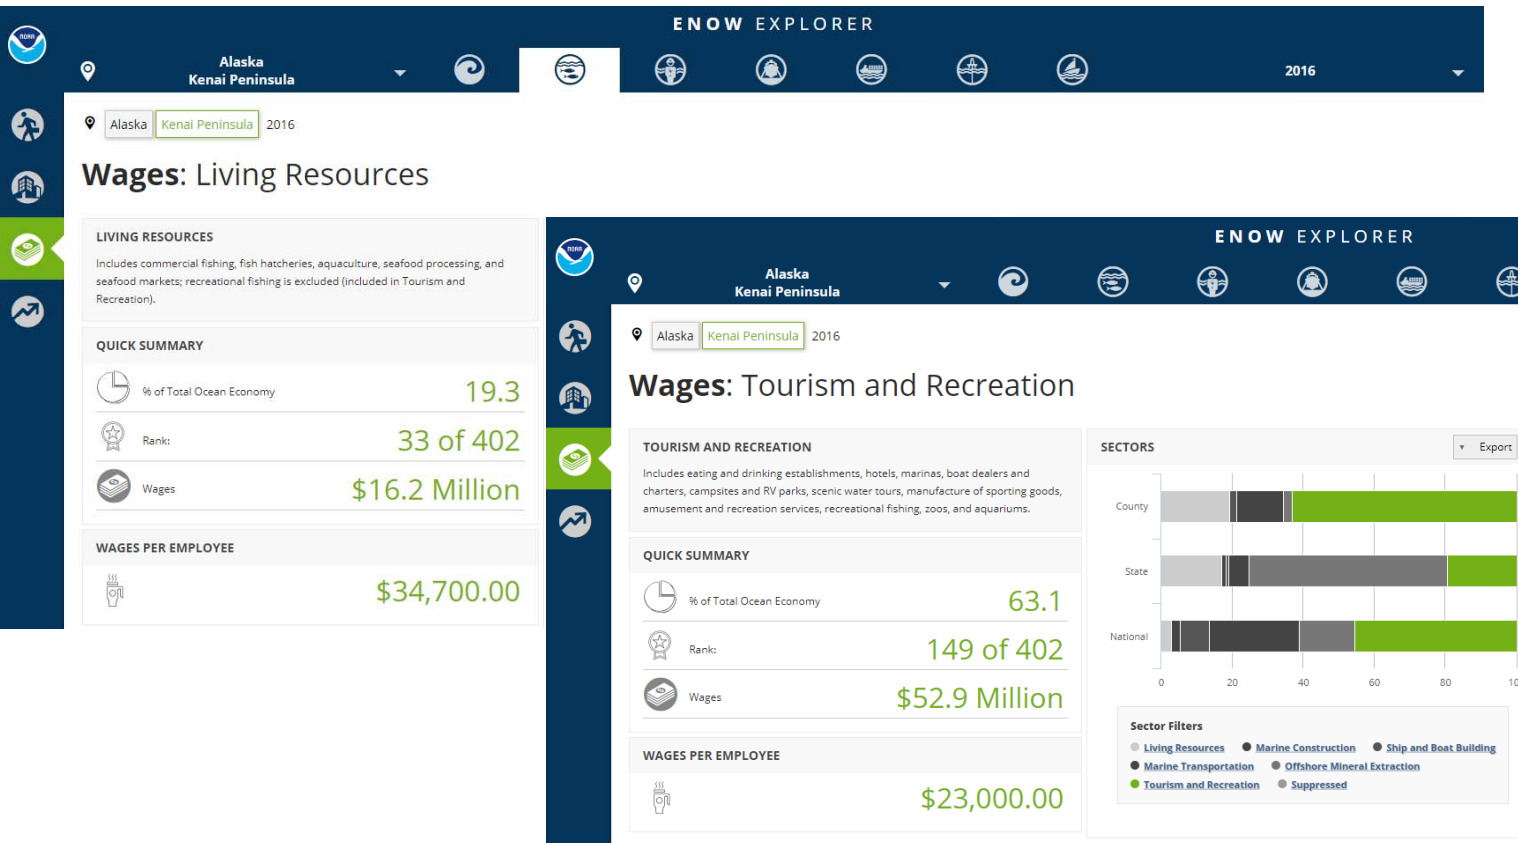 ENOW EXPLORER
NOAA
Alaska
Kenai Peninsula
2016
Alaska Kenai Peninsula 2016
Wages: Living Resources
LIVING RESOURCES
Includes commercial fishing, fish hatcheries, aquaculture, seafood processing, and
seafood markets; recreational fishing is excluded (included in Tourism and
Recreation).
QUICK SUMMARY
% of Total Ocean Economy 19.3
Rank: 33 of 402
Wages $16.2 Million
WAGES PER EMPLOYEE
$34,700.00
ENOW EXPLORER
NOAA
Alaska
Kenai Peninsula
Alaska Kenai Peninsula 2016
Wages: Tourism and Recreation
TOURISM AND RECREATION
Includes eating and drinking establishments, hotels, marinas, boat dealers and
charters, campsites and RV parks, scenic water tours, manufacture of sporting goods,
amusement and recreation services, recreational fishing, zoos, and aquariums.
QUICK SUMMARY
% of Total Ocean Economy 63.1
Rank: 149 of 402
Wages $52.9 Million
WAGES PER EMPLOYEE
$23,000.00
SECTORS
Export
County
State
National
0 20 40 60 80 10
Sector Filters
Living Resources Marine Construction Ship and Boat Building
Marine Transportation Offshore Mineral Extraction
Tourism and Recreation Suppressed